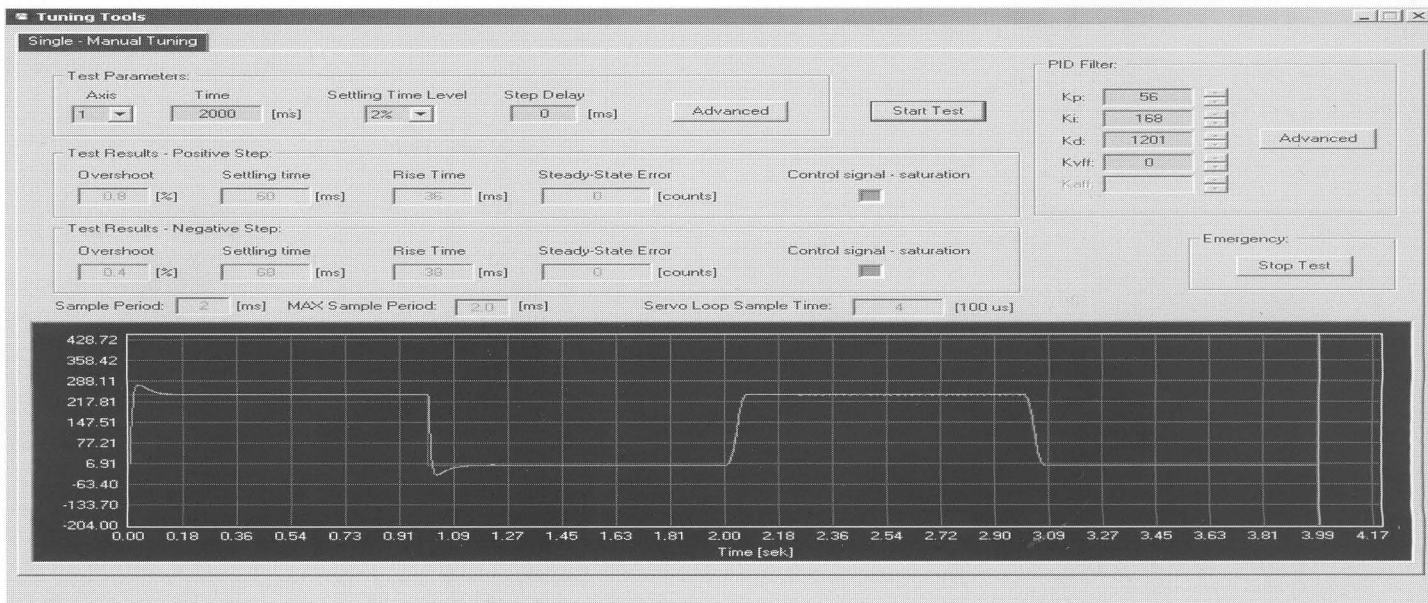 Tuning Tools
Single - Manual Tuning
Test Parameters:
Axis Time Settling Time Level Step Delay
1 2000 [ms] 2% 0 [ms] Advanced Start Test
PID Filter:
Kp: 56
Ki: 168
Kd: 1201 Advanced
Kvff: 0
Kaff:
Test Results - Positive Step:
Overshoot Settling time Rise Time Steady-State Error Control signal - saturation
0.8 [%] 60 [ms] 36 [ms] 0 [counts]
Test Results - Negative Step:
Overshoot Settling time Rise Time Steady-State Error Control signal - saturation
0.4 [%] 68 [ms] 38 [ms] 0 [counts]
Emergency:
Stop Test
Sample Period: 2 [ms] MAX Sample Period: 2.0 [ms] Servo Loop Sample Time: 4 [100 us]
428.72
358.42
288.11
217.81
147.51
77.21
6.91
-63.40
-133.70
-204.00
0.00 0.18 0.36 0.54 0.73 0.91 1.09 1.27 1.45 1.63 1.81 2.00 2.18 2.36 2.54 2.72 2.90 3.09 3.27 3.45 3.63 3.81 3.99 4.17
Time [sek]